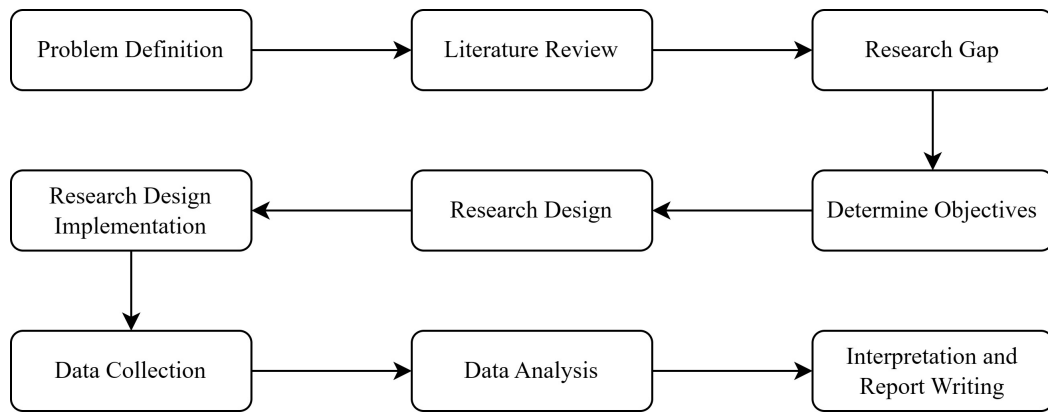 Problem Definition
Literature Review
Research Gap
Determine Objectives
Research Design
Research Design
Implementation
Data Collection
Data Analysis
Interpretation and
Report Writing